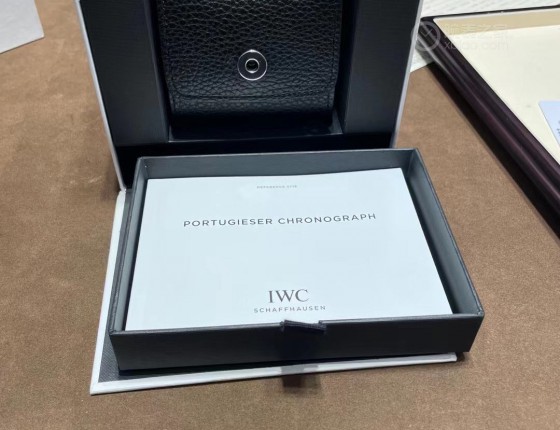 PORTUGIESER CHRONOGRAPH
IWC
SCHAFFHAUSEN